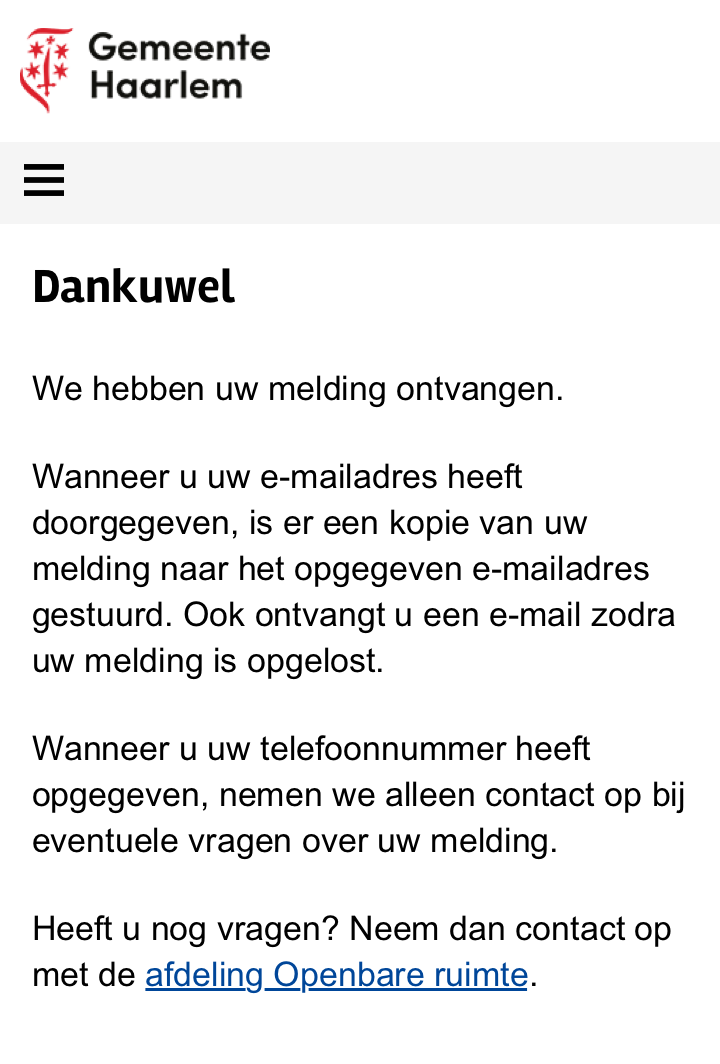 Gemeente
Haarlem
Dankuwel
We hebben uw melding ontvangen.
Wanneer u uw e-mailadres heeft
doorgegeven, is er een kopie van uw
melding naar het opgegeven e-mailadres
gestuurd. Ook ontvangt u een e-mail zodra
uw melding is opgelost.
Wanneer u uw telefoonnummer heeft
opgegeven, nemen we alleen contact op bij
eventuele vragen over uw melding.
Heeft u nog vragen? Neem dan contact op
met de afdeling Openbare ruimte.